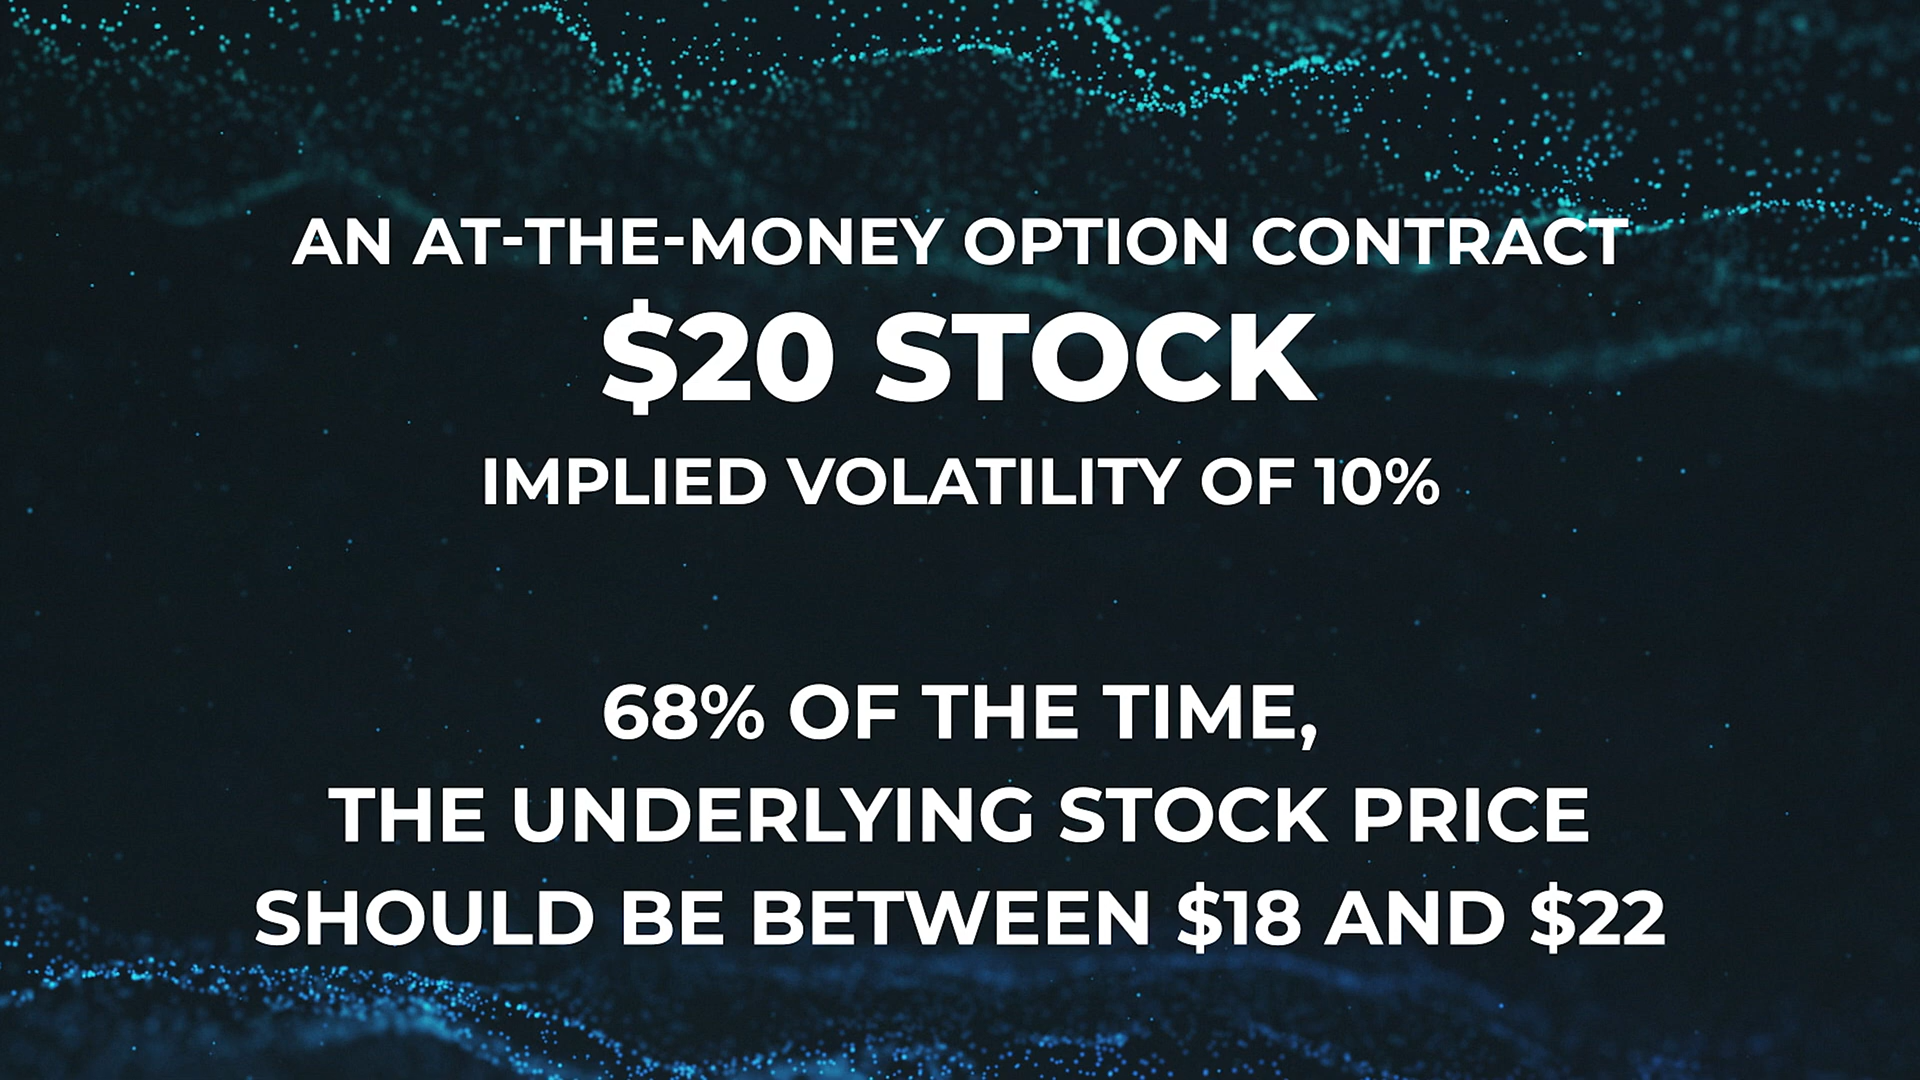 AN AT-THE-MONEY OPTION CONTRACT
$20 STOCK
IMPLIED VOLATILITY OF 10%
68% OF THE TIME,
THE UNDERLYING STOCK PRICE
SHOULD BE BETWEEN $18 AND $22